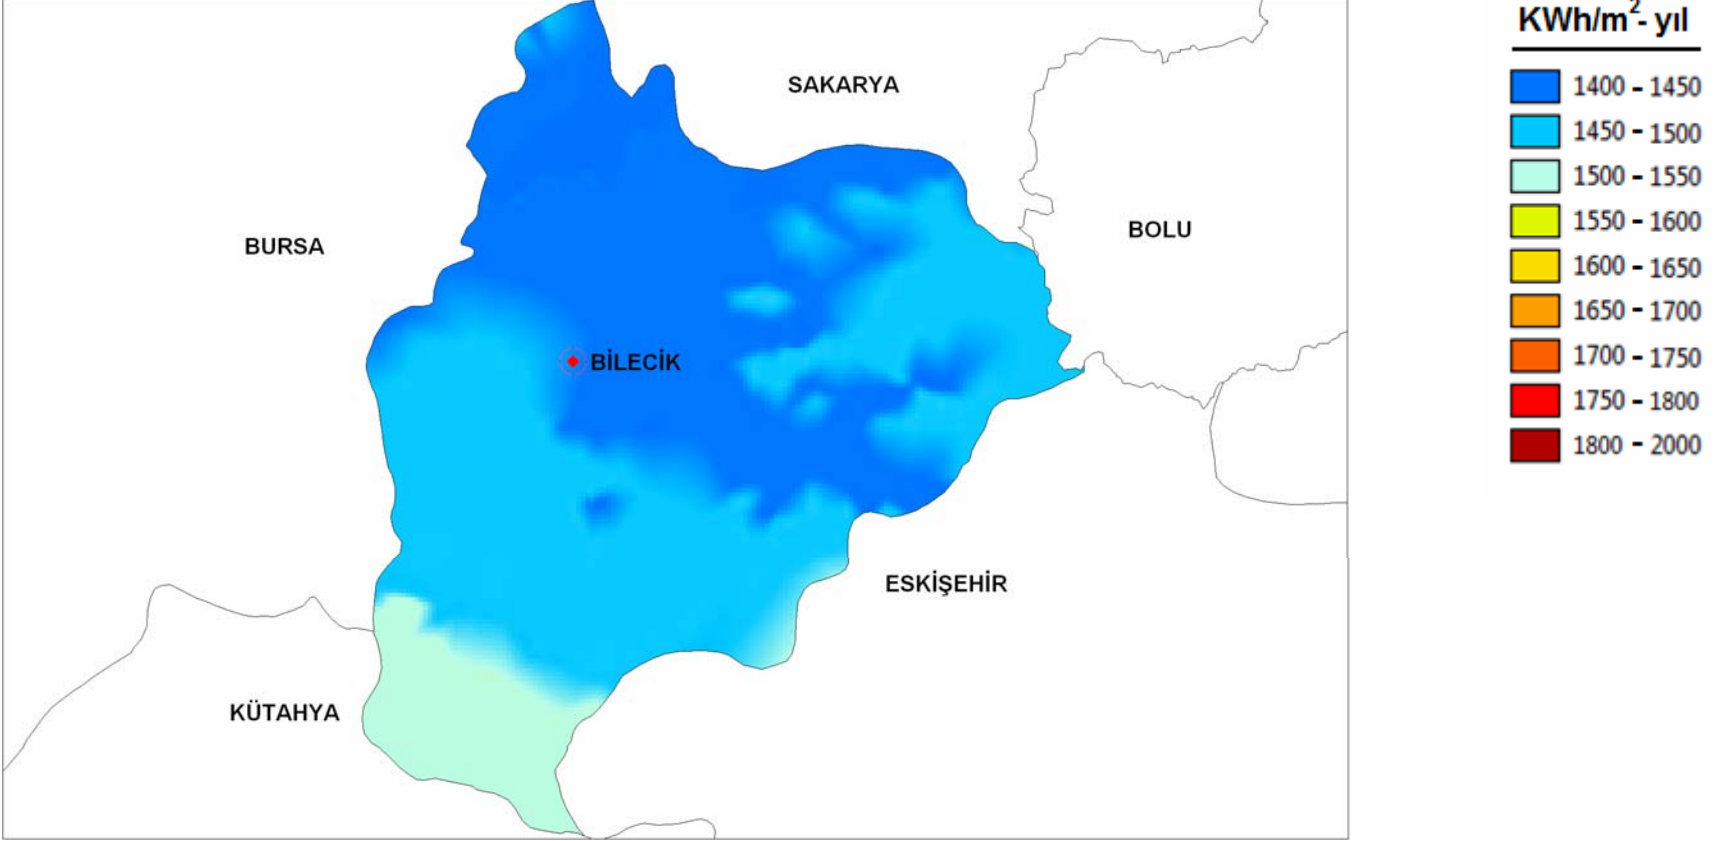 SAKARYA
BOLU
BURSA
BİLECİK
ESKİŞEHİR
KÜTAHYA
KWh/m²- yıl
1400 - 1450
1450 - 1500
1500 - 1550
1550 - 1600
1600 - 1650
1650 - 1700
1700 - 1750
1750 - 1800
1800 - 2000